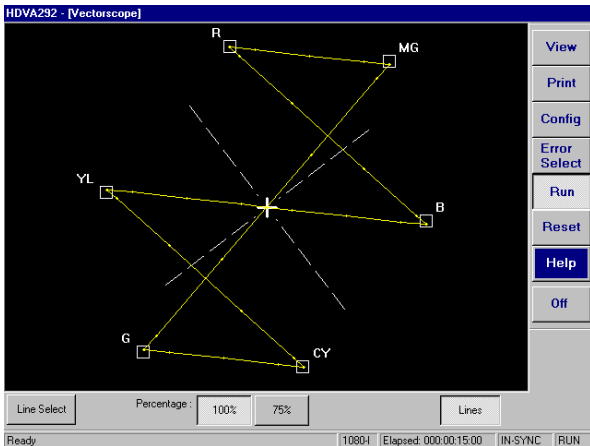 HDVA292 - [Vectorscope]
R
MG
YL
B
G
CY
View
Print
Config
Error
Select
Run
Reset
Help
Off
Line Select
Percentage :
100%
75%
Lines
Ready
1080-I
Elapsed: 000:00:15:00
IN-SYNC
RUN